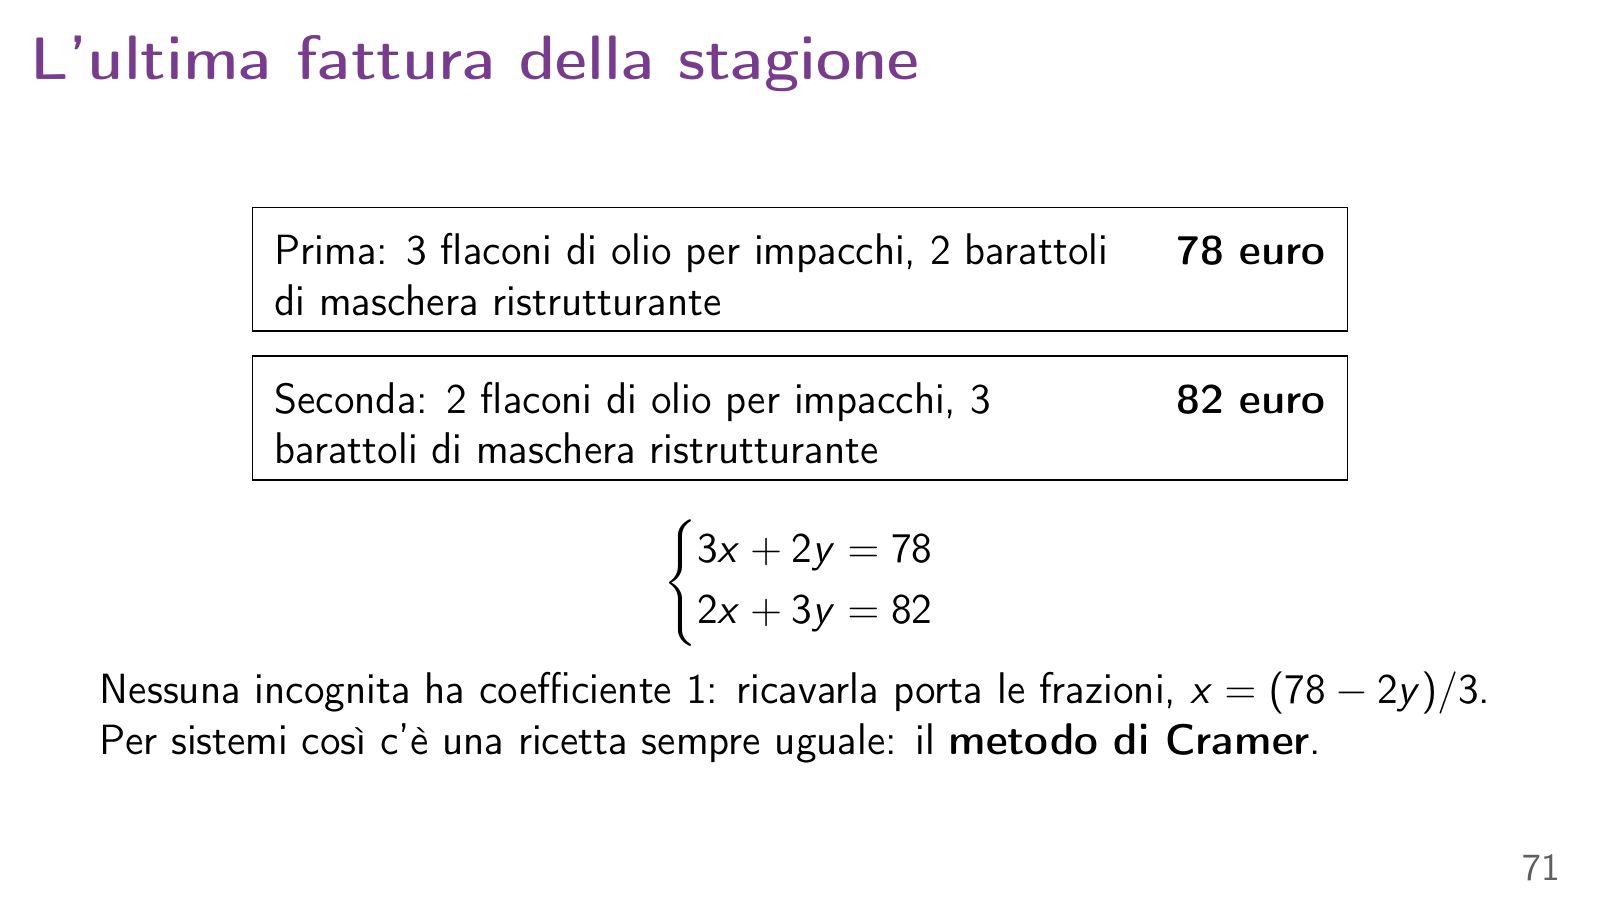 L'ultima fattura della stagione
Prima: 3 flaconi di olio per impacchi, 2 barattoli di maschera ristrutturante 78 euro
Seconda: 2 flaconi di olio per impacchi, 3 barattoli di maschera ristrutturante 82 euro
3x + 2y = 78
2x + 3y = 82
Nessuna incognita ha coefficiente 1: ricavarla porta le frazioni, x = (78 − 2y)/3.
Per sistemi così c'è una ricetta sempre uguale: il metodo di Cramer.
71